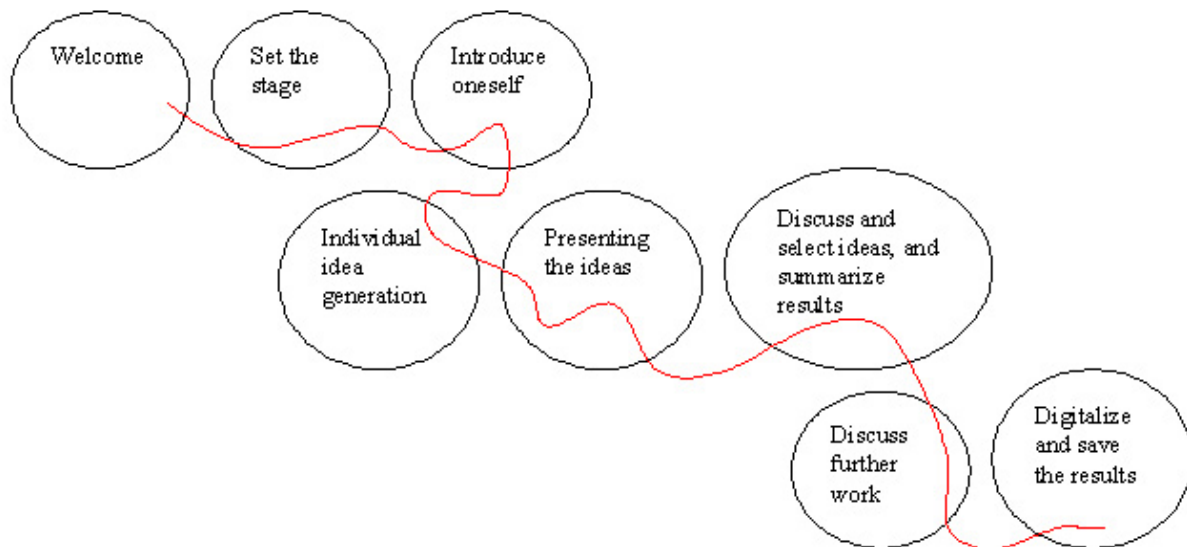 Welcome
Set the
stage
Introduce
oneself
Individual
idea
generation
Presenting
the ideas
Discuss and
select ideas, and
summarize
results
Discuss
further
work
Digitalize
and save
the results